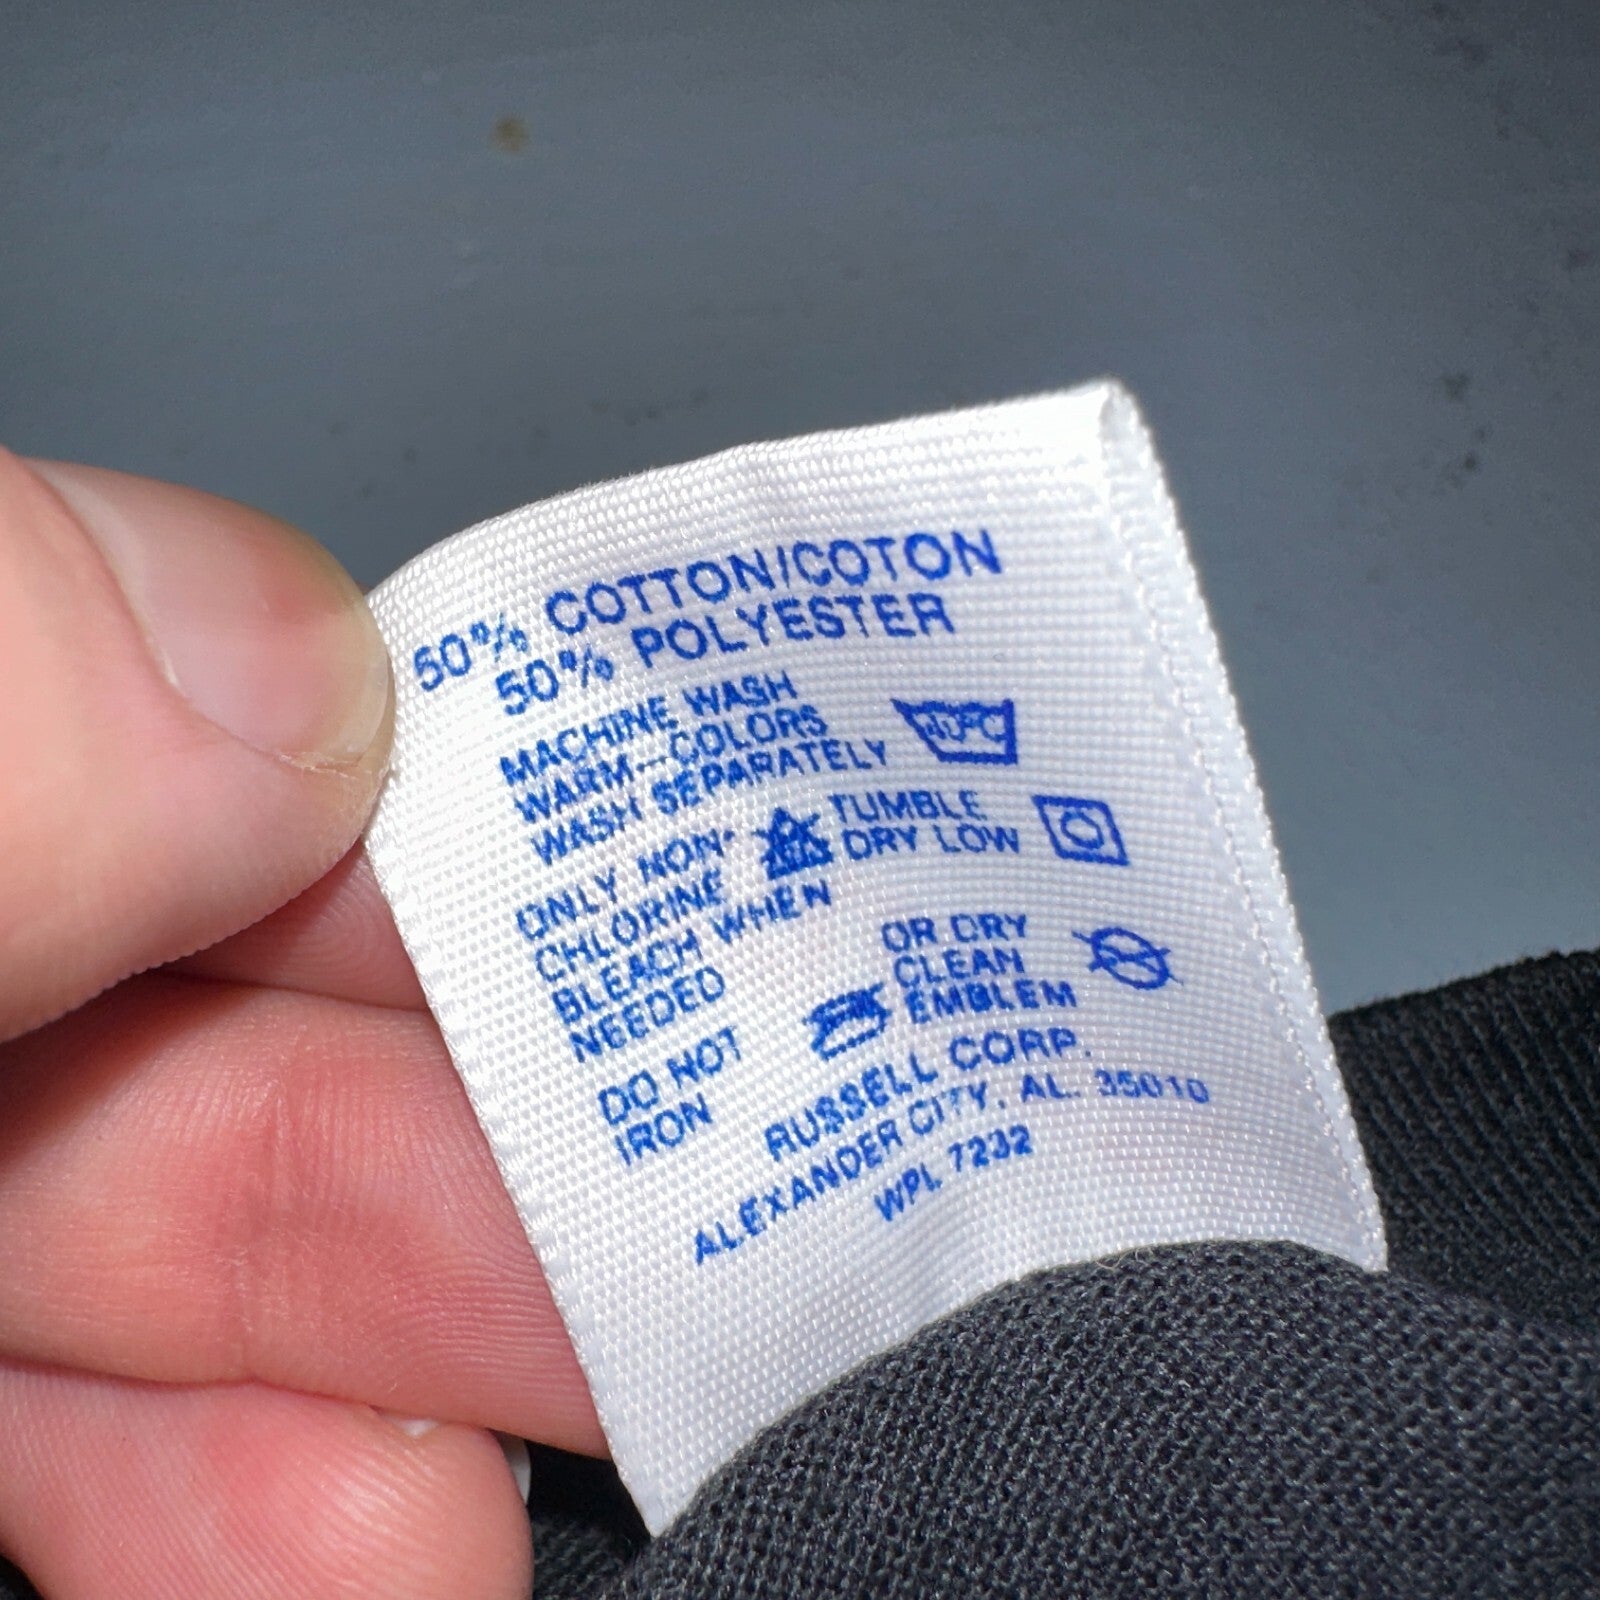 50% COTTON/COTON
50% POLYESTER
MACHINE WASH
WARM—COLORS
WASH SEPARATELY
40°C
ONLY NON-
CHLORINE
BLEACH WHEN
NEEDED
TUMBLE
DRY LOW
DO NOT
IRON
OR DRY
CLEAN
EMBLEM
RUSSELL CORP.
ALEXANDER CITY, AL. 35010
WPL 7232